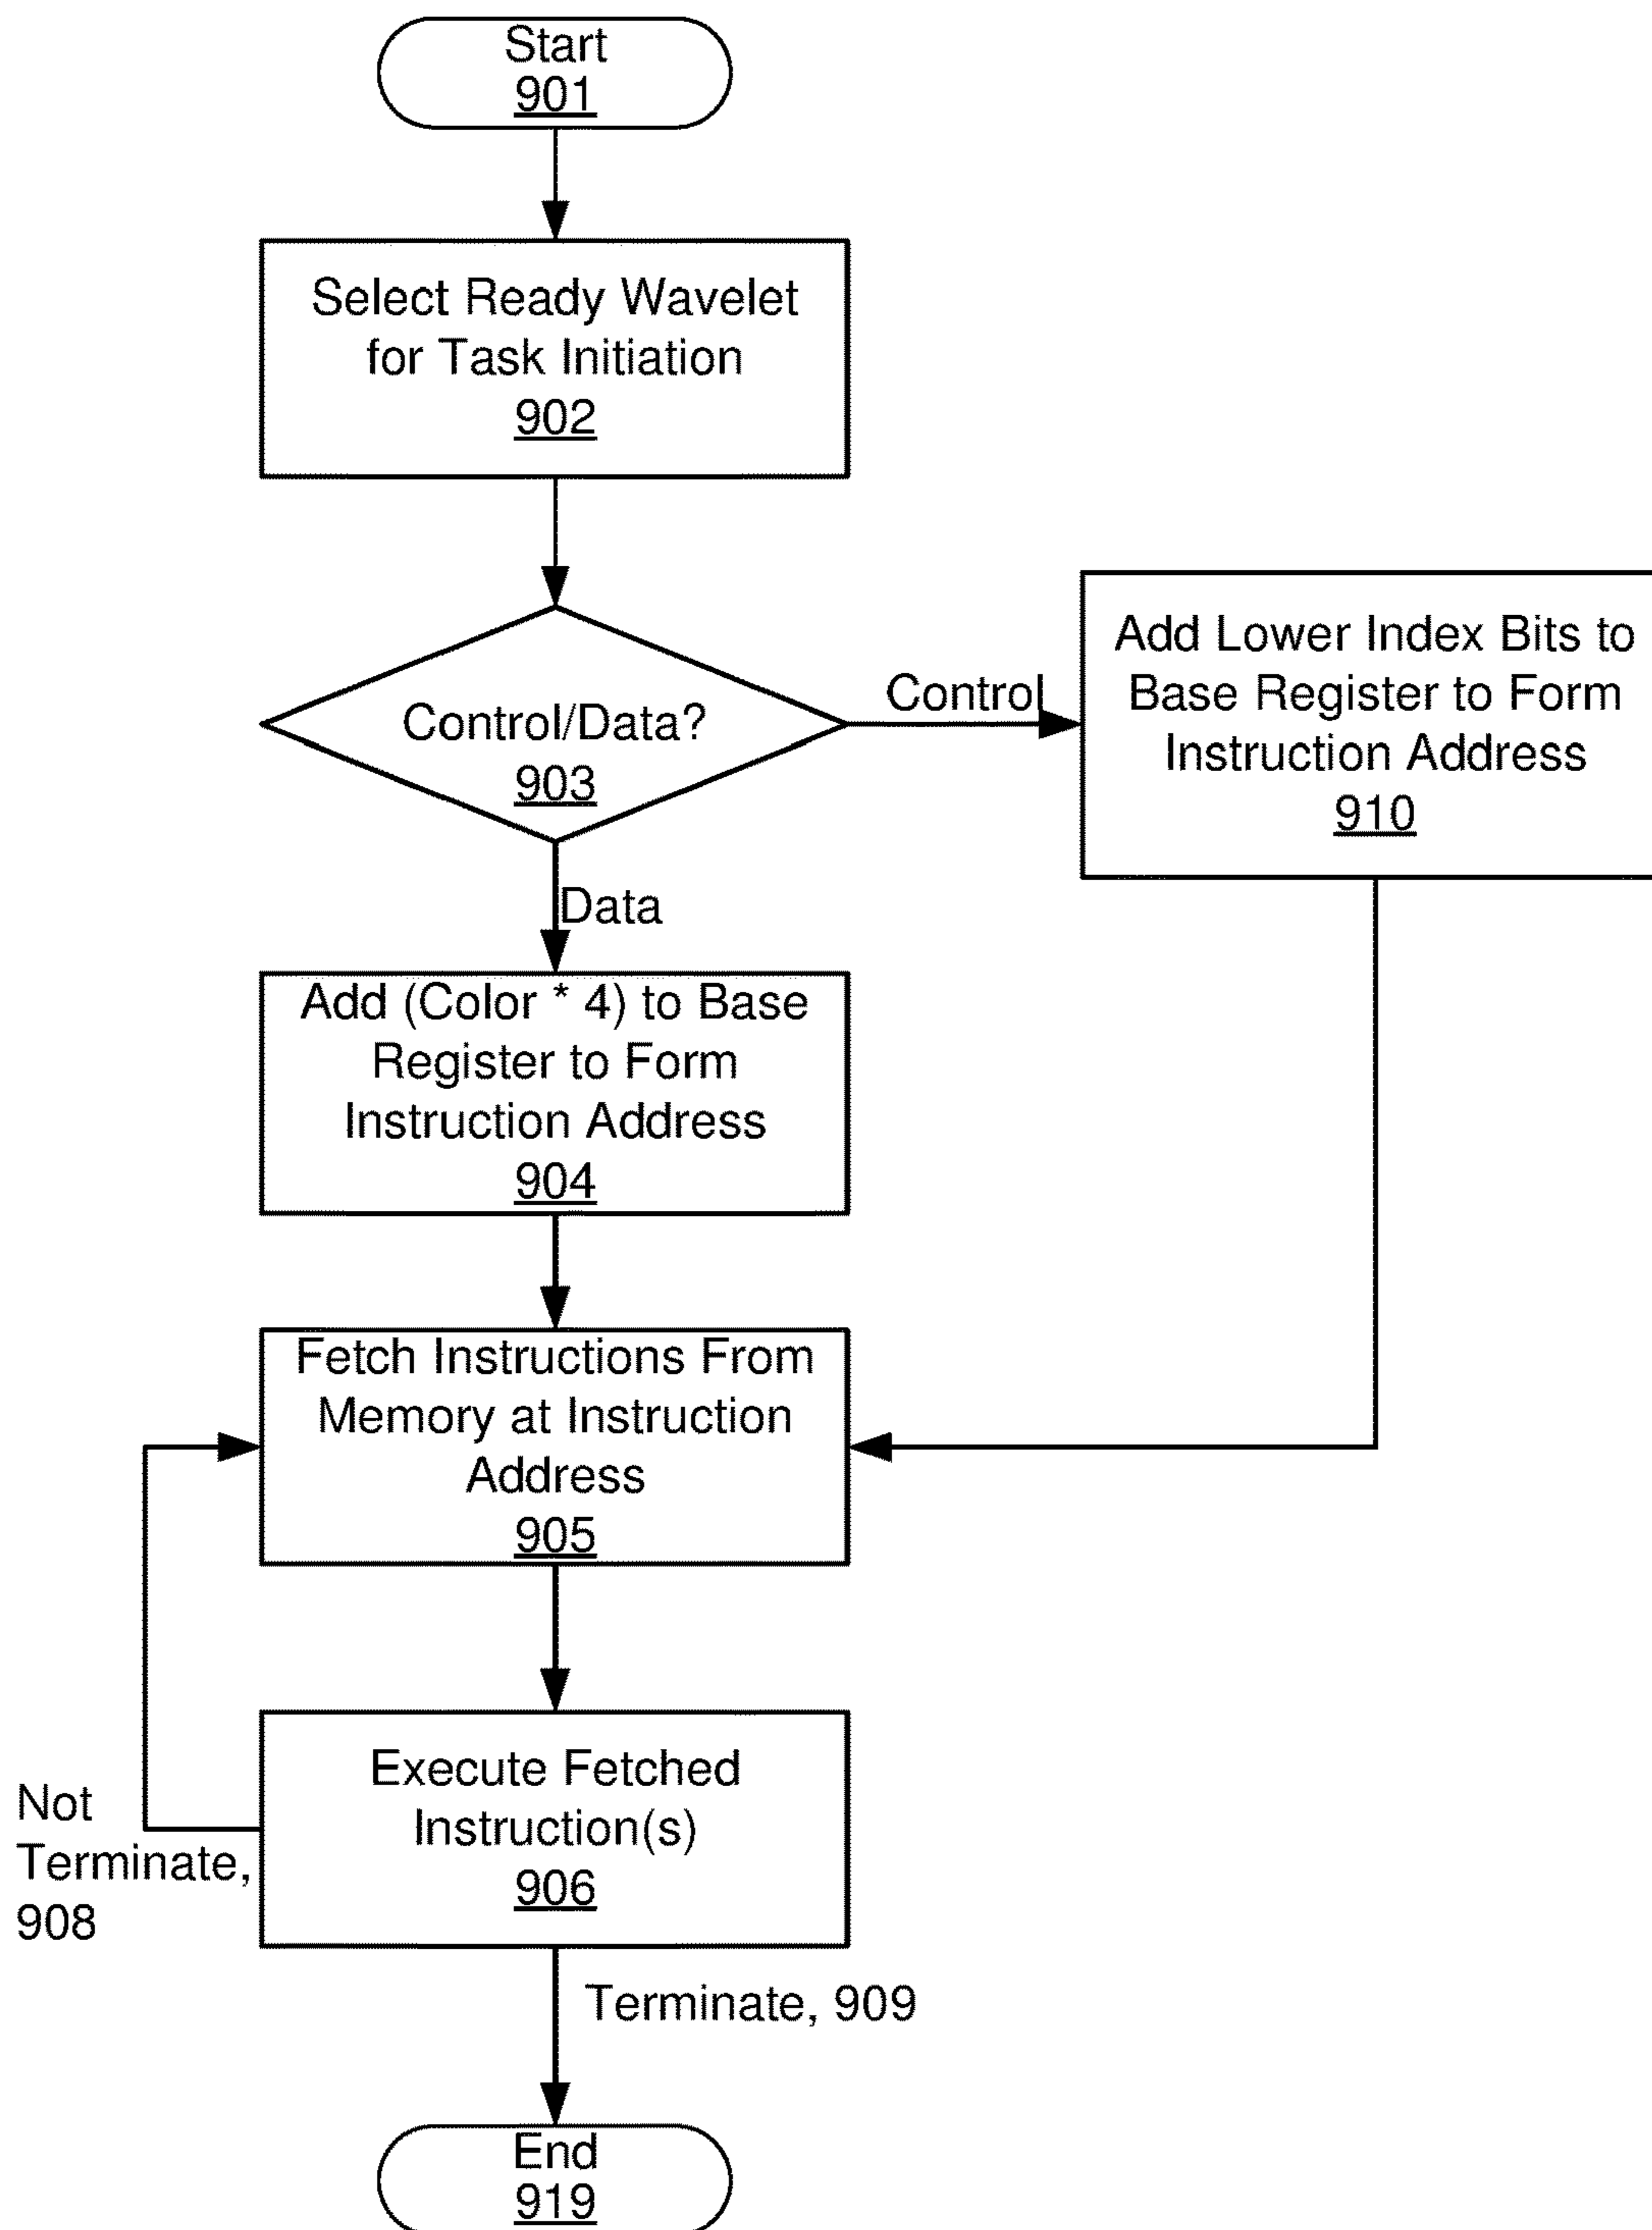 Start
901
Select Ready Wavelet
for Task Initiation
902
Control/Data?
903
Control
Add Lower Index Bits to
Base Register to Form
Instruction Address
910
Data
Add (Color * 4) to Base
Register to Form
Instruction Address
904
Fetch Instructions From
Memory at Instruction
Address
905
Execute Fetched
Instruction(s)
906
Not
Terminate,
908
Terminate, 909
End
919